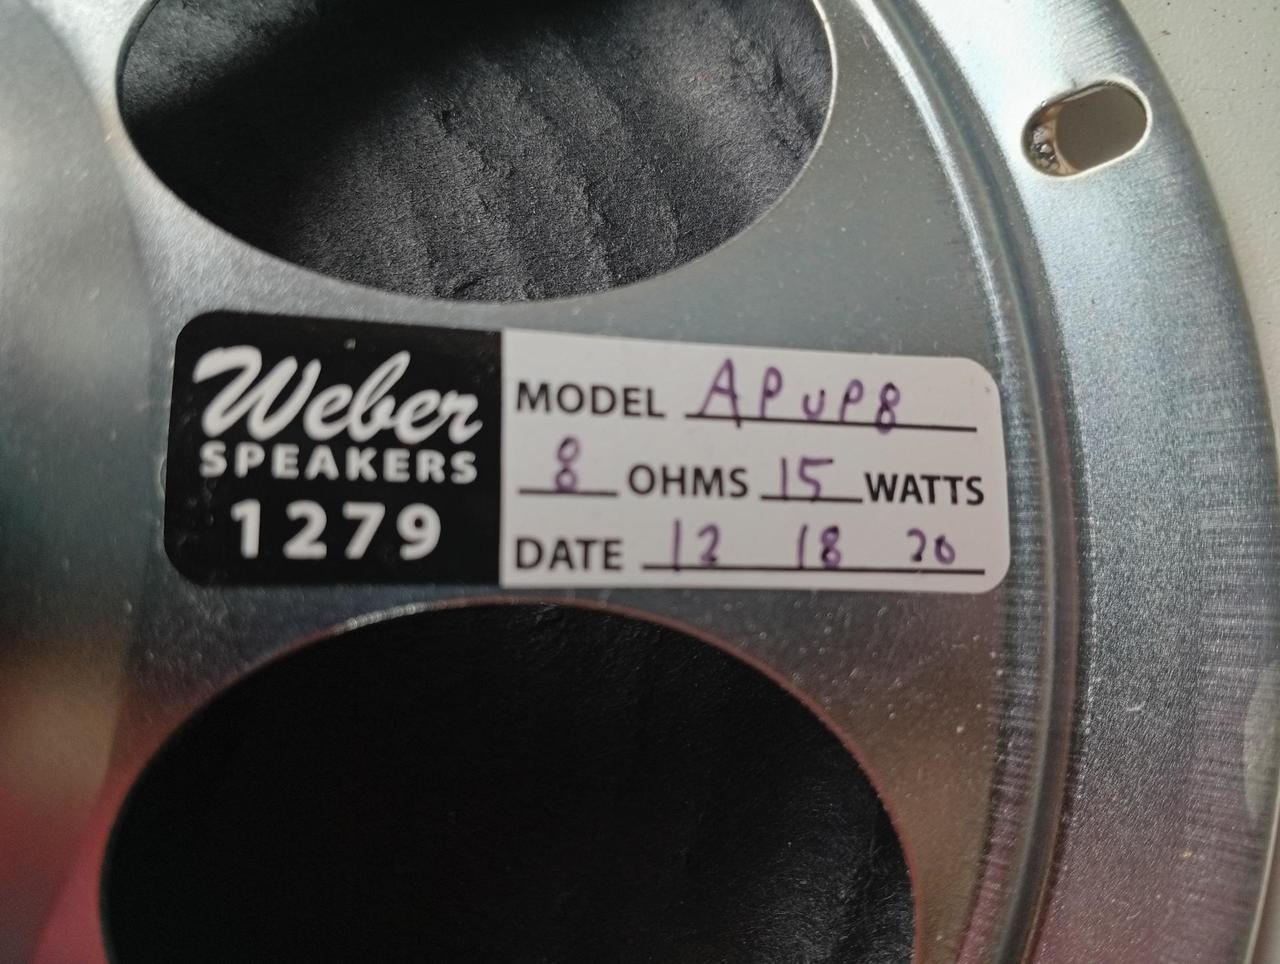 Weber
SPEAKERS
1279
MODEL APuP8
8 OHMS 15 WATTS
DATE 12 18 20